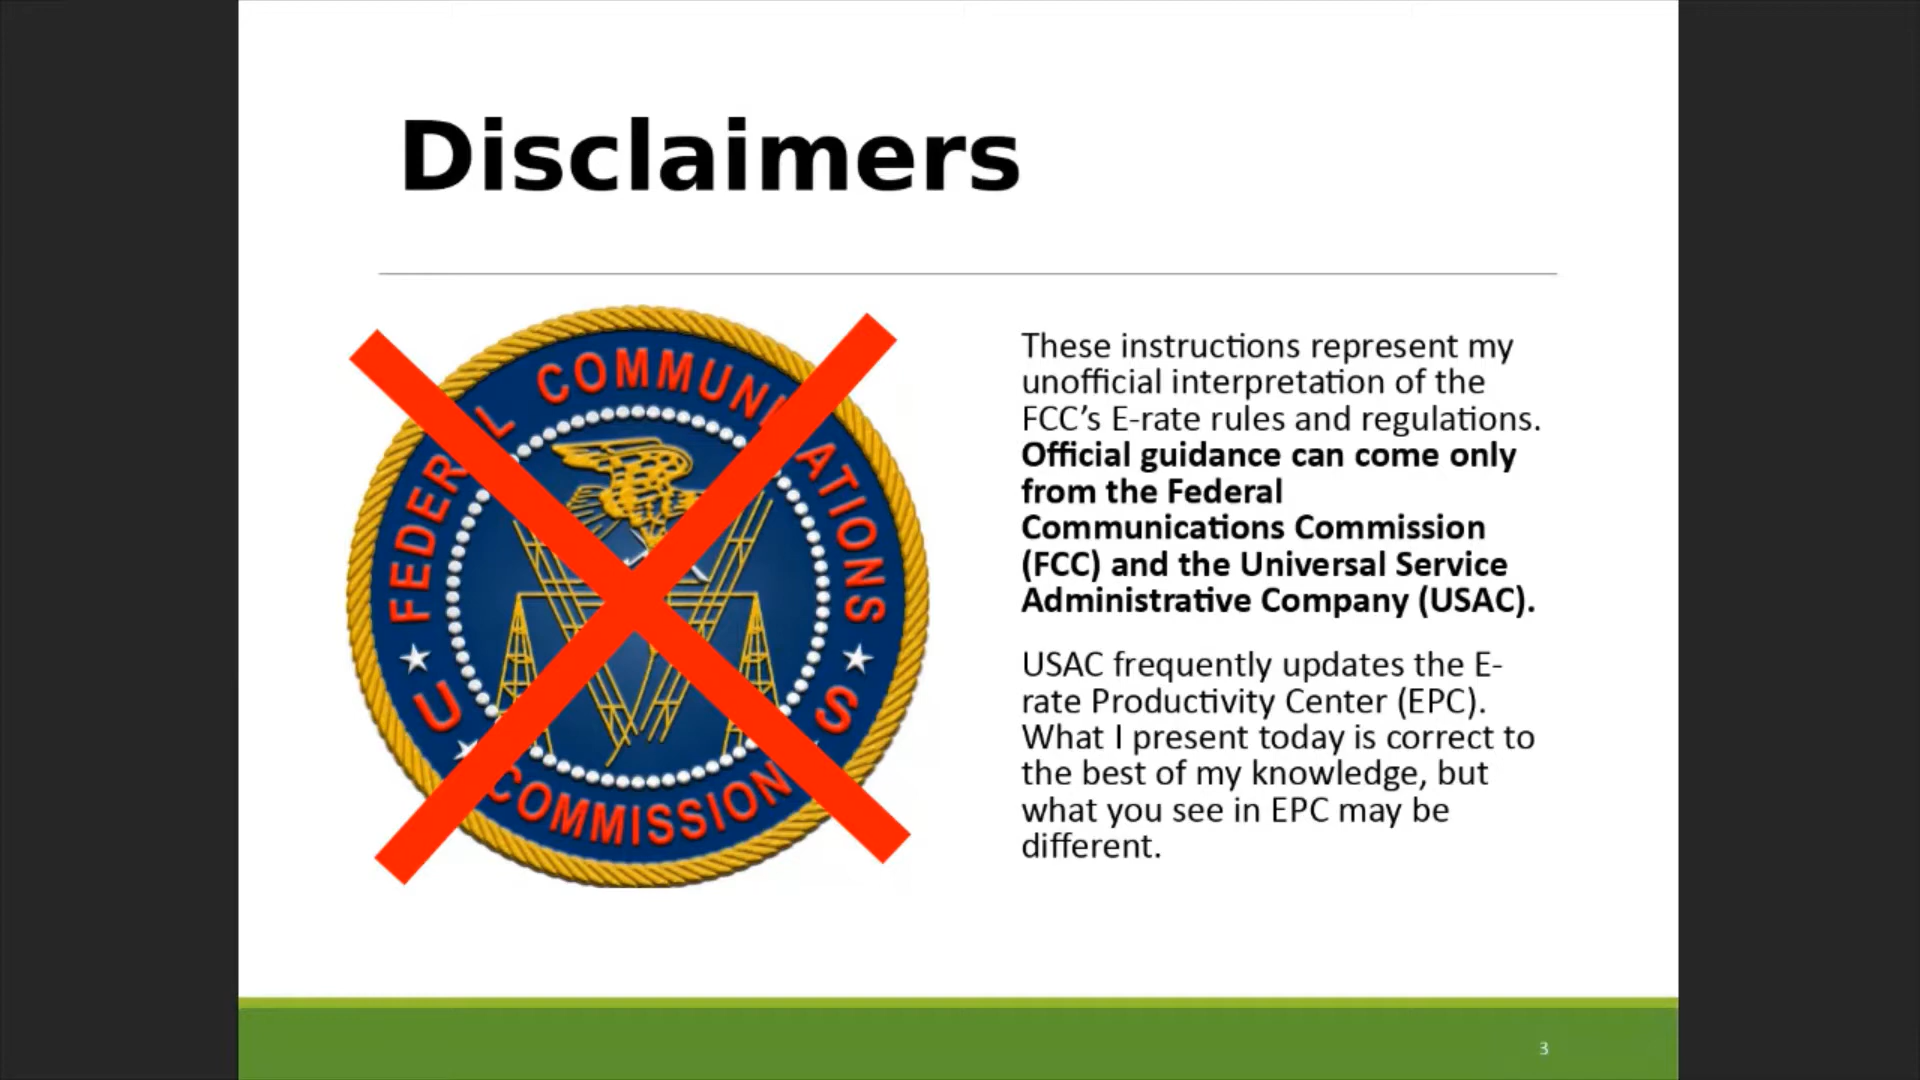 Disclaimers
FEDERAL COMMUNICATIONS
U S
COMMISSION
These instructions represent my
unofficial interpretation of the
FCC’s E-rate rules and regulations.
Official guidance can come only
from the Federal
Communications Commission
(FCC) and the Universal Service
Administrative Company (USAC).
USAC frequently updates the E-
rate Productivity Center (EPC).
What I present today is correct to
the best of my knowledge, but
what you see in EPC may be
different.
3